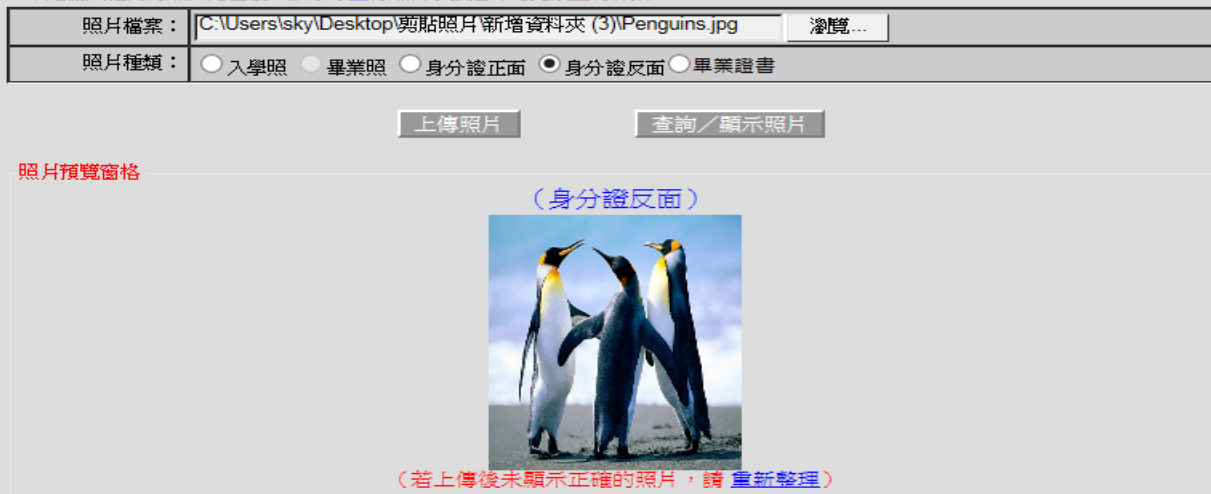 照片檔案： C:\Users\sky\Desktop\剪貼照片\新增資料夾 (3)\Penguins.jpg 瀏覽...
照片種類： 入學照 畢業照 身分證正面 身分證反面 畢業證書
上傳照片 查詢／顯示照片
照片預覽窗格
（身分證反面）
（若上傳後未顯示正確的照片，請 重新整理）